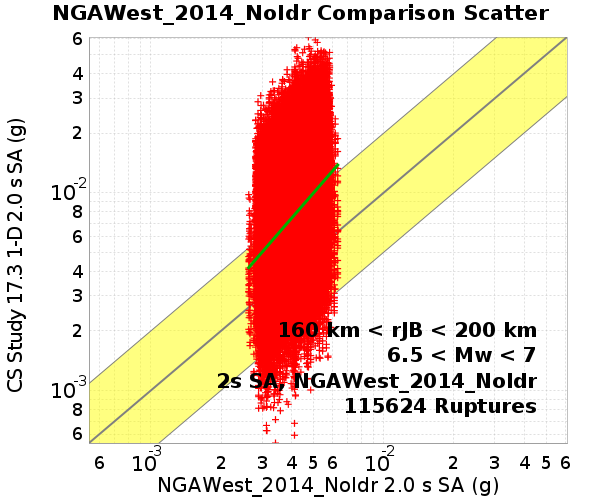 NGAWest_2014_NoIdr Comparison Scatter
6
4
3
2
10-2
8
6
4
3
2
10-3
8
6
CS Study 17.3 1-D 2.0 s SA (g)
160 km < rJB < 200 km
6.5 < Mw < 7
2s SA, NGAWest_2014_NoIdr
115624 Ruptures
6 10-3 2 3 4 5 6 10-2 2 3 4 5 6
NGAWest_2014_NoIdr 2.0 s SA (g)